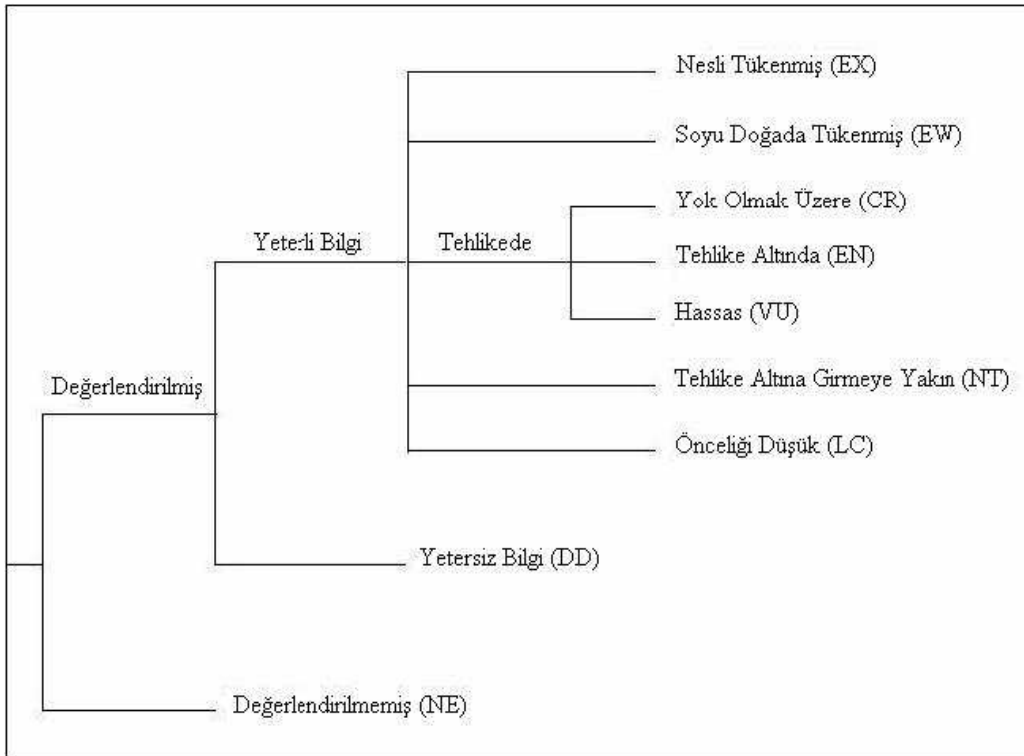 Nesli Tükenmiş (EX)
Soyu Doğada Tükenmiş (EW)
Yok Olmak Üzere (CR)
Yeterli Bilgi
Tehlikede
Tehlike Altında (EN)
Hassas (VU)
Değerlendirilmiş
Tehlike Altına Girmeye Yakın (NT)
Önceliği Düşük (LC)
Yetersiz Bilgi (DD)
Değerlendirilmemiş (NE)